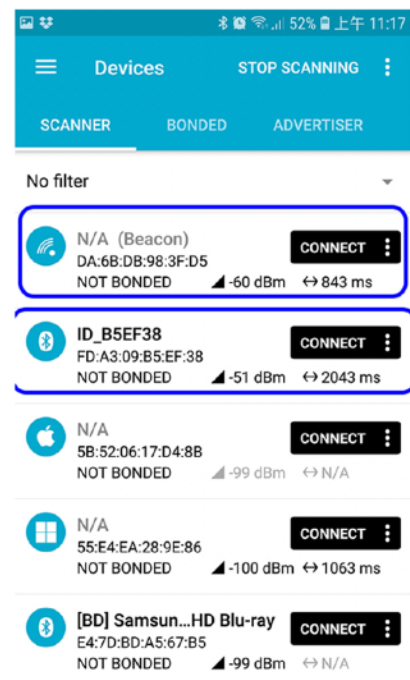 52% 上午 11:17
Devices STOP SCANNING
SCANNER BONDED ADVERTISER
No filter
N/A (Beacon)
DA:6B:DB:98:3F:D5
CONNECT
NOT BONDED -60 dBm ↔ 843 ms
ID_B5EF38
FD:A3:09:B5:EF:38
CONNECT
NOT BONDED -51 dBm ↔ 2043 ms
N/A
5B:52:06:17:D4:8B
CONNECT
NOT BONDED -99 dBm ↔ N/A
N/A
55:E4:EA:28:9E:86
CONNECT
NOT BONDED -100 dBm ↔ 1063 ms
[BD] Samsun...HD Blu-ray
E4:7D:BD:A5:67:B5
CONNECT
NOT BONDED -99 dBm ↔ N/A